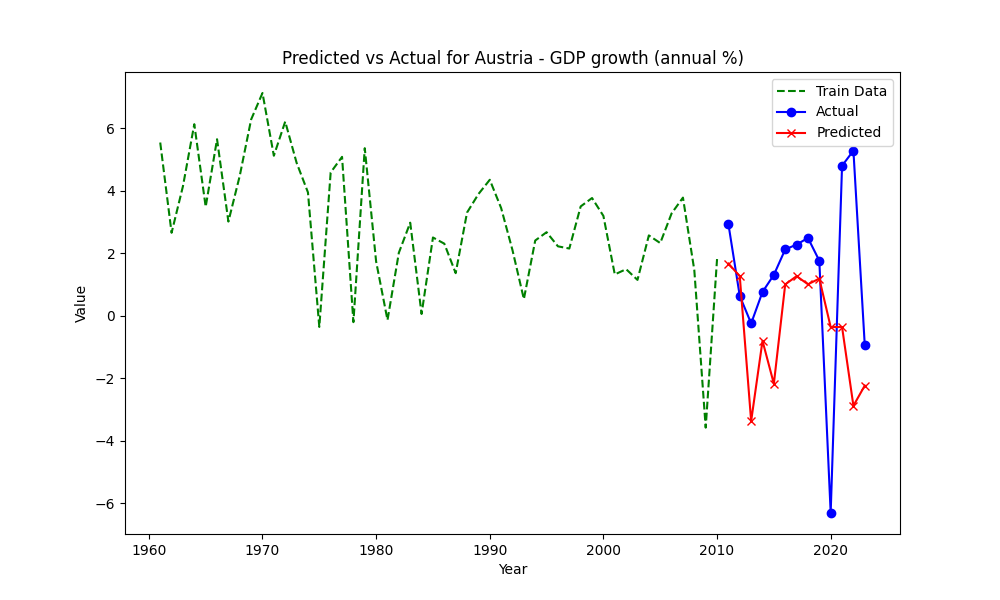 Predicted vs Actual for Austria - GDP growth (annual %)
Train Data
Actual
Predicted
Value
6
4
2
0
−2
−4
−6
1960 1970 1980 1990 2000 2010 2020
Year